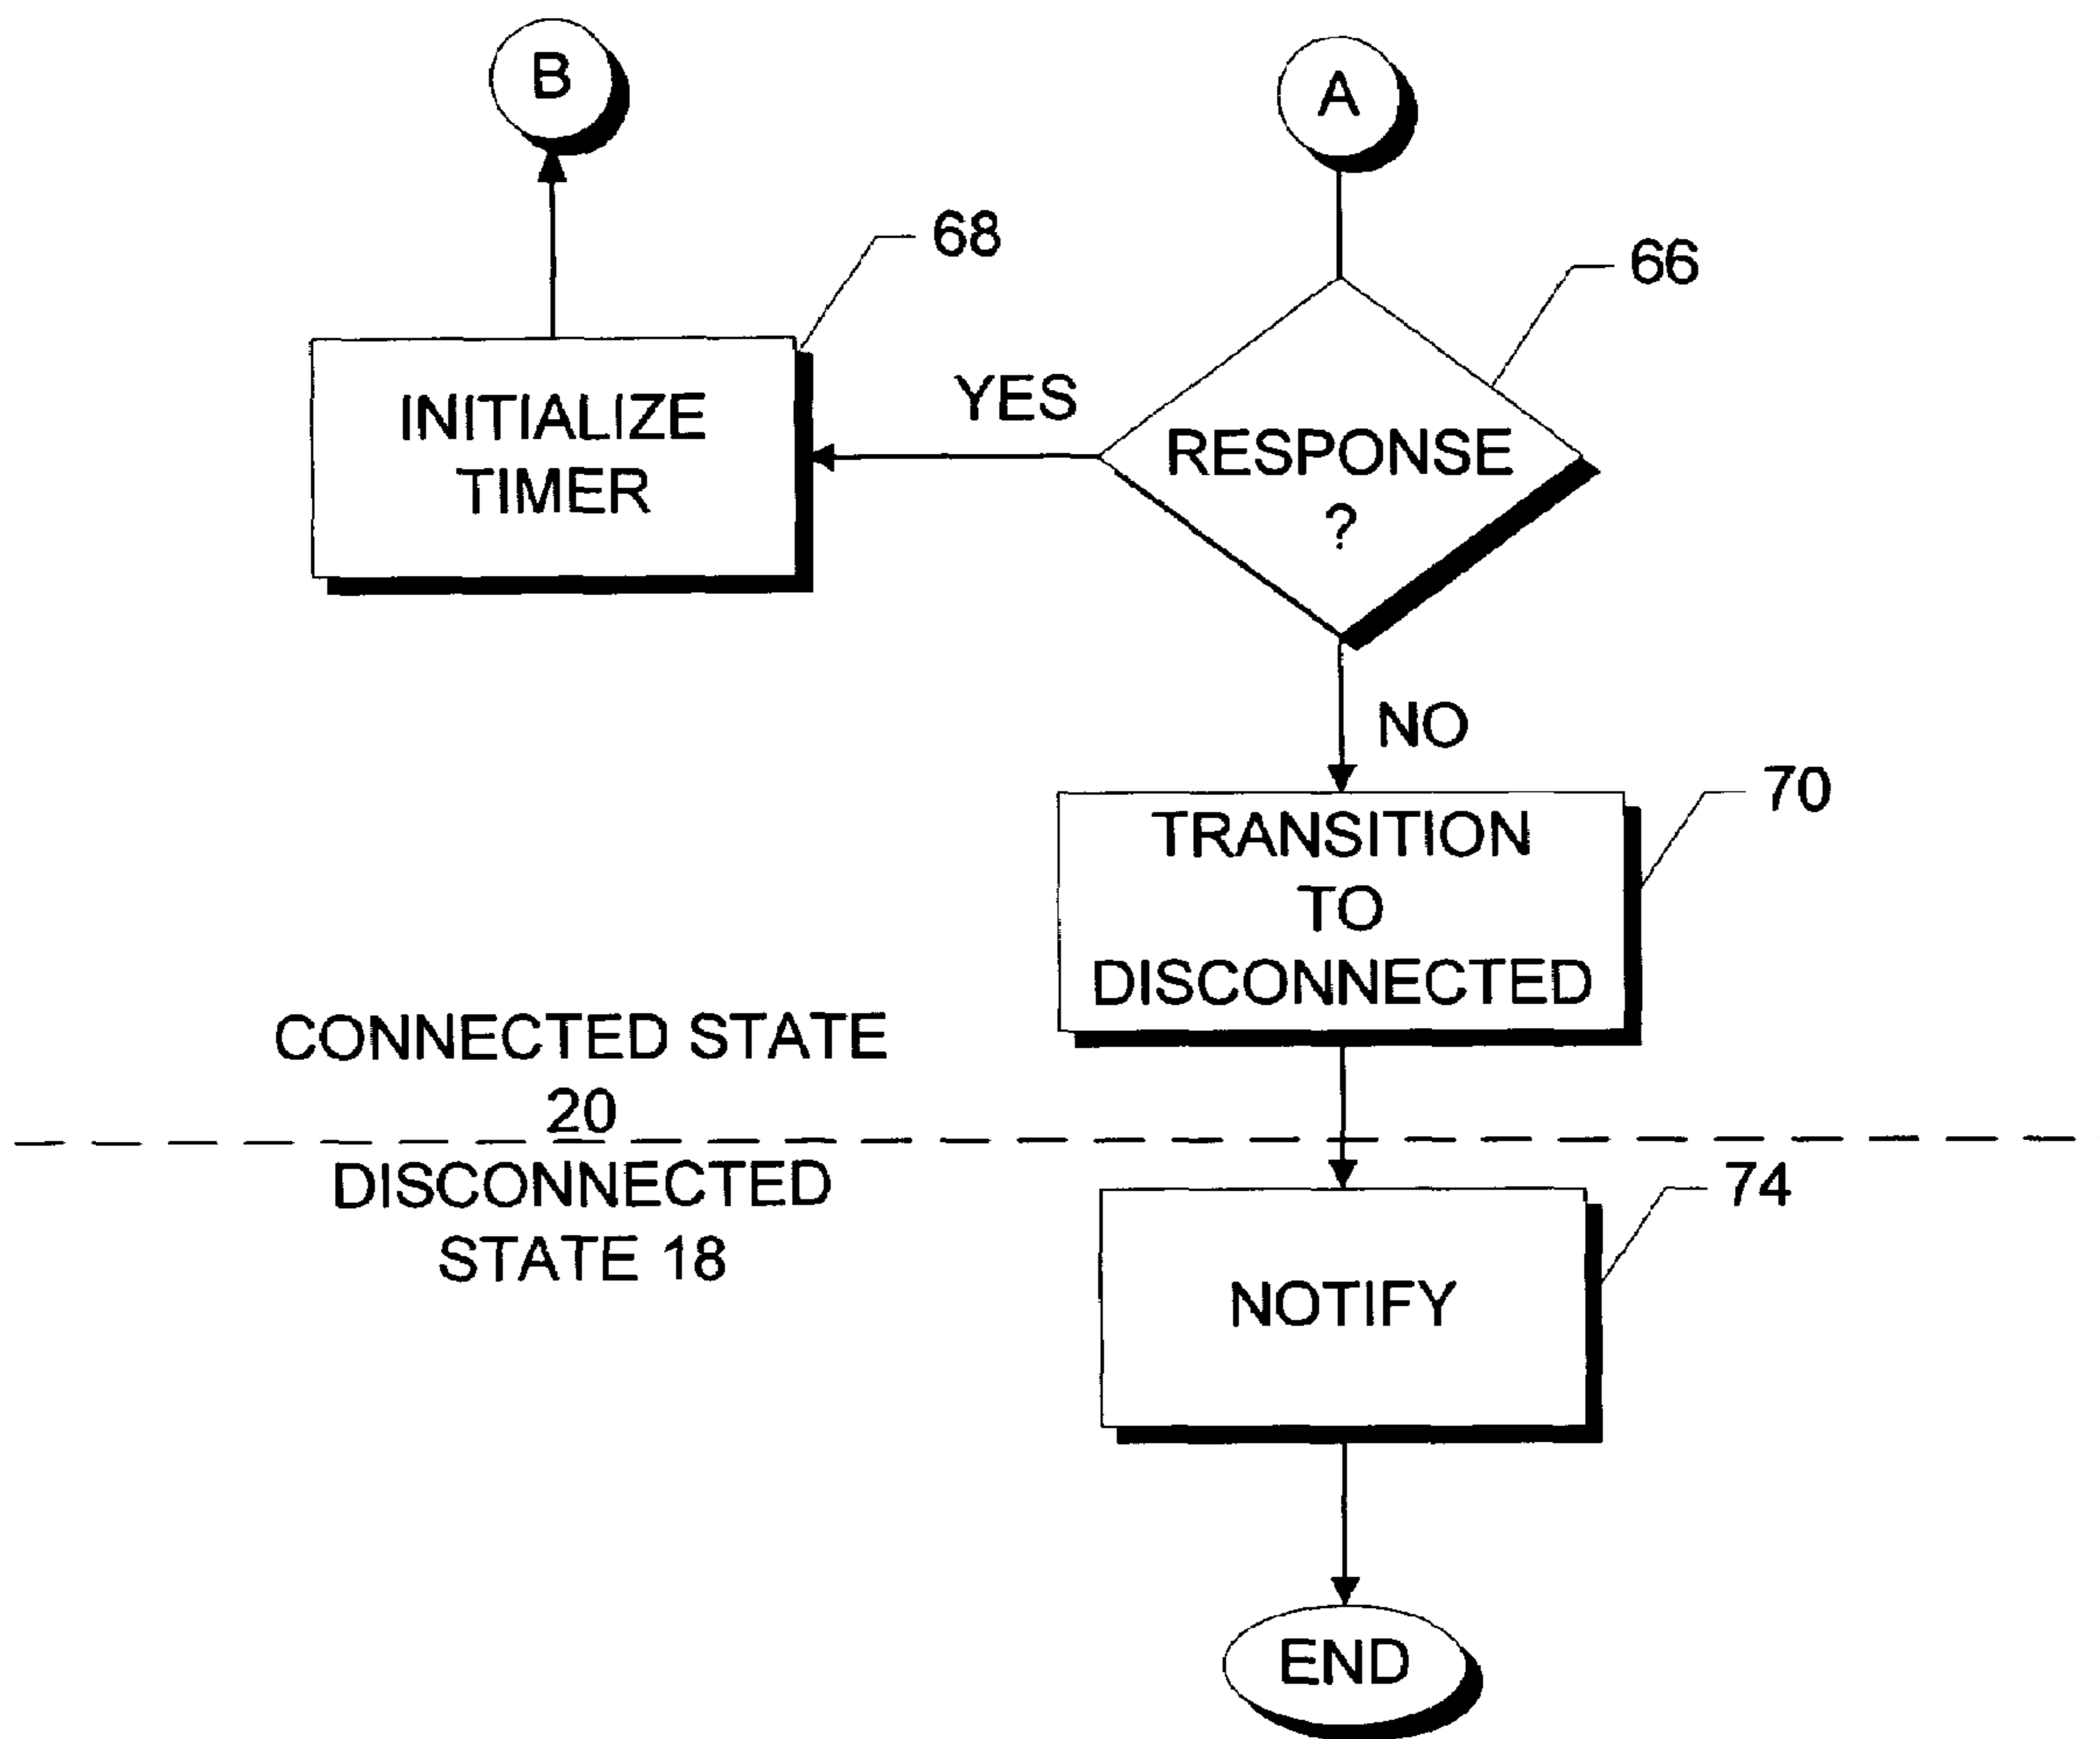 B
A
68
66
INITIALIZE
TIMER
YES
RESPONSE
?
NO
70
TRANSITION
TO
DISCONNECTED
CONNECTED STATE
20
DISCONNECTED
STATE 18
74
NOTIFY
END